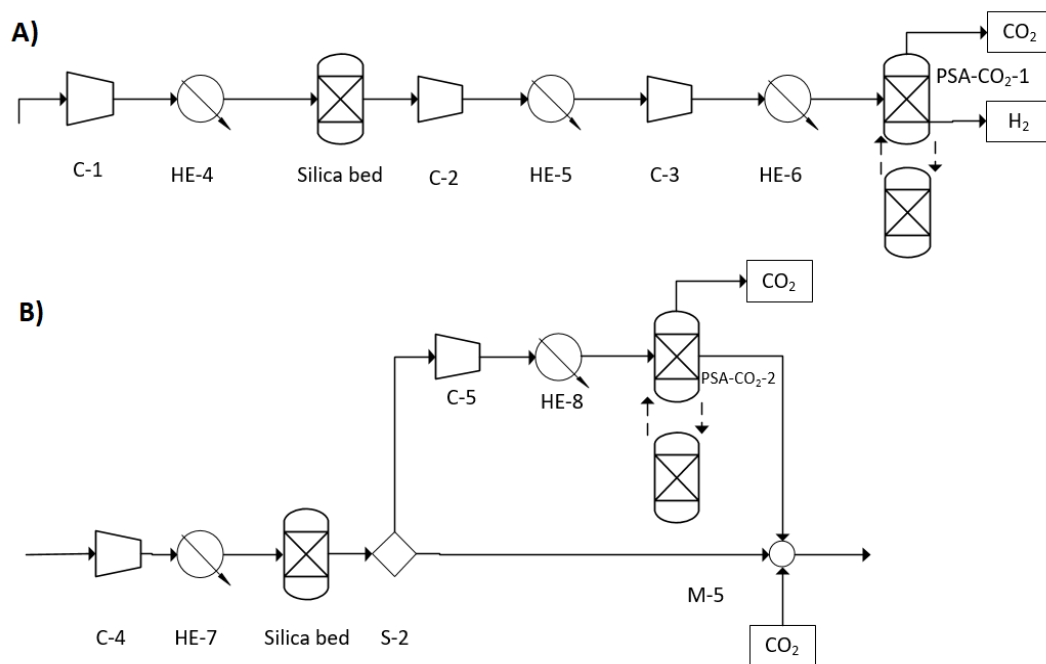 A)
CO₂
PSA-CO₂-1
H₂
C-1
HE-4
Silica bed
C-2
HE-5
C-3
HE-6
B)
CO₂
PSA-CO₂-2
C-5
HE-8
M-5
C-4
HE-7
Silica bed
S-2
CO₂